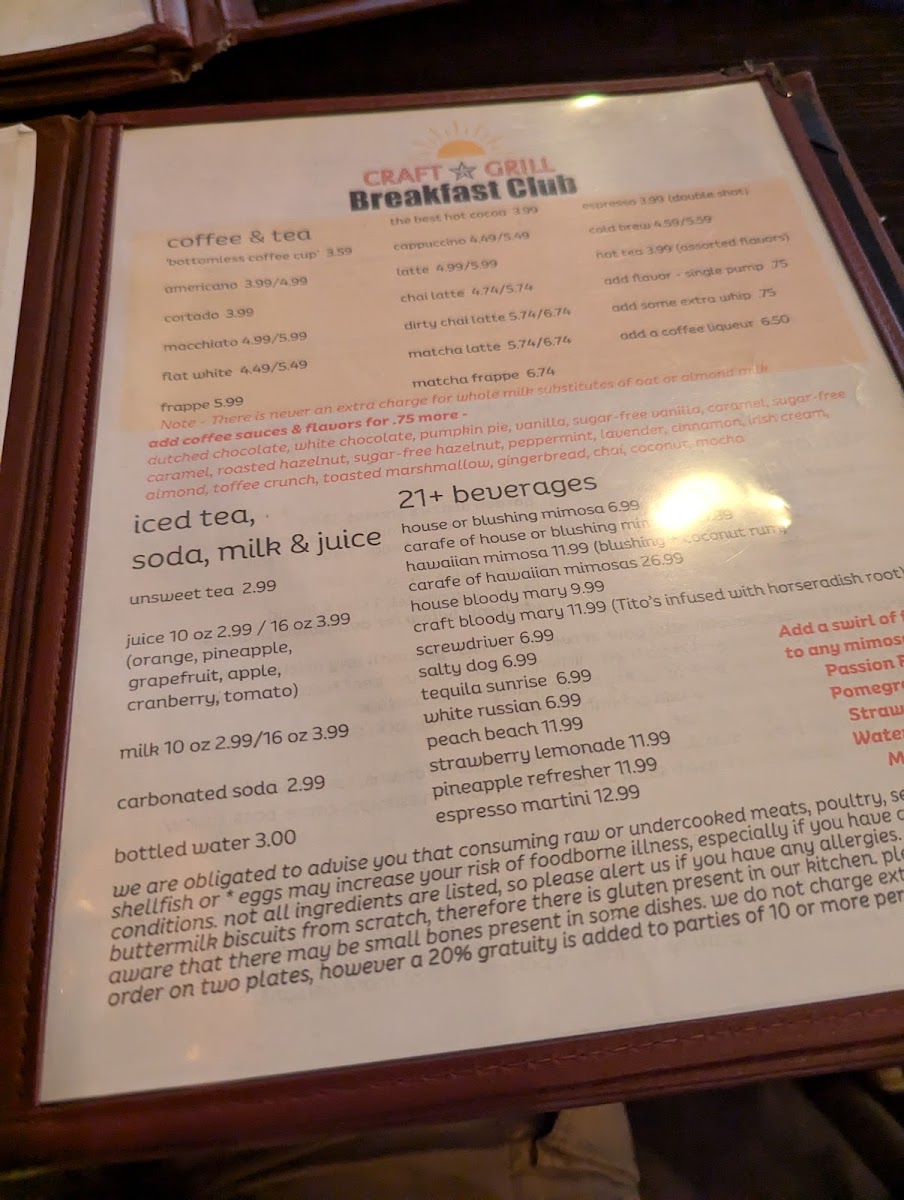 CRAFT GRILL
Breakfast Club
coffee & tea
'bottomless coffee cup' 3.59
americano 3.99/4.99
cortado 3.99
macchiato 4.99/5.99
flat white 4.49/5.49
frappe 5.99
the best hot cocoa 3.99
cappuccino 4.49/5.49
latte 4.99/5.99
chai latte 4.74/5.74
dirty chai latte 5.74/6.74
matcha latte 5.74/6.74
matcha frappe 6.74
espresso 3.99 (double shot)
cold brew 4.59/5.59
hot tea 3.99 (assorted flavors)
add flavor - single pump .75
add some extra whip .75
add a coffee liqueur 6.50
Note - There is never an extra charge for whole milk substitutes of oat or almond milk
add coffee sauces & flavors for .75 more -
dutched chocolate, white chocolate, pumpkin pie, vanilla, sugar-free vanilla, caramel, sugar-free
caramel, roasted hazelnut, sugar-free hazelnut, peppermint, lavender, cinnamon, irish cream,
almond, toffee crunch, toasted marshmallow, gingerbread, chai, coconut, mocha
iced tea,
soda, milk & juice
unsweet tea 2.99
juice 10 oz 2.99 / 16 oz 3.99
(orange, pineapple,
grapefruit, apple,
cranberry, tomato)
milk 10 oz 2.99/16 oz 3.99
carbonated soda 2.99
bottled water 3.00
21+ beverages
house or blushing mimosa 6.99
carafe of house or blushing
hawaiian mimosa 11.99 (blushing + coconut rum)
carafe of hawaiian mimosas 26.99
house bloody mary 9.99
craft bloody mary 11.99 (Tito's infused with horseradish root)
screwdriver 6.99
salty dog 6.99
tequila sunrise 6.99
white russian 6.99
peach beach 11.99
strawberry lemonade 11.99
pineapple refresher 11.99
espresso martini 12.99
Add a swirl of
to any
Passion
we are obligated to advise you that consuming raw or undercooked meats, poultry,
shellfish or * eggs may increase your risk of foodborne illness, especially if you have
conditions. not all ingredients are listed, so please alert us if you have any allergies.
buttermilk biscuits from scratch, therefore there is gluten present in our kitchen.
aware that there may be small bones present in some dishes. we do not charge
order on two plates, however a 20% gratuity is added to parties of 10 or more